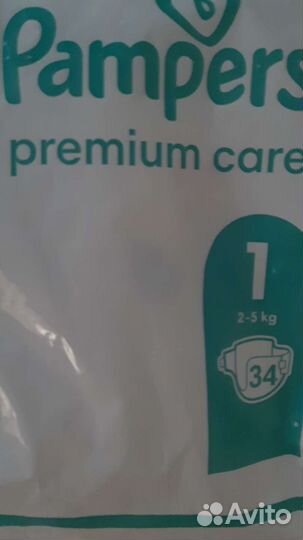 Pampers
premium care
1
2-5 kg
34
Avito